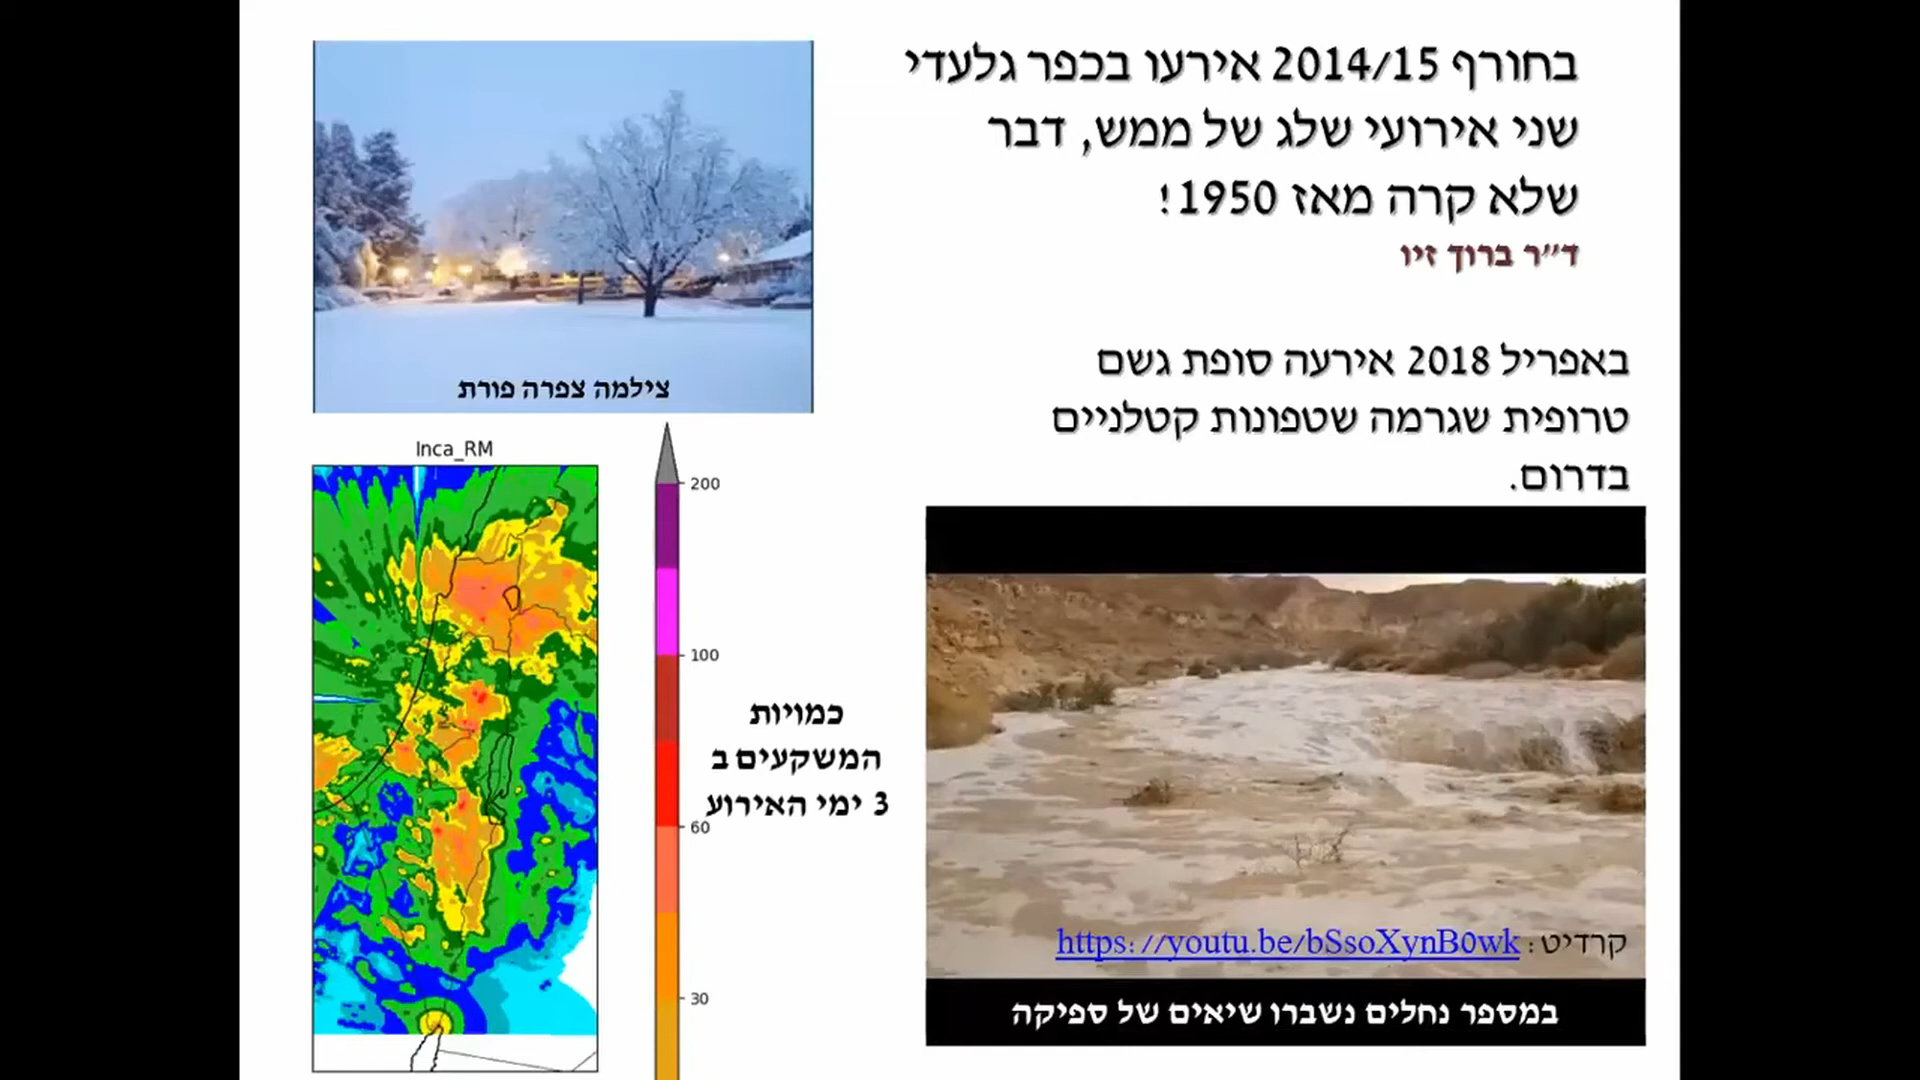 בחורף 2014/15 אירעו בכפר גלעדי
שני אירועי שלג של ממש, דבר
שלא קרה מאז 1950!
ד״ר ברוך זיו
צילמה צפרה פורת
באפריל 2018 אירעה סופת גשם
טרופית שגרמה שטפונות קטלניים
בדרום.
Inca_RM
200
100
60
30
כמויות
המשקעים ב
3 ימי האירוע
קרדיט: https://youtu.be/bSsoXynB0wk
במספר נחלים נשברו שיאים של ספיקה